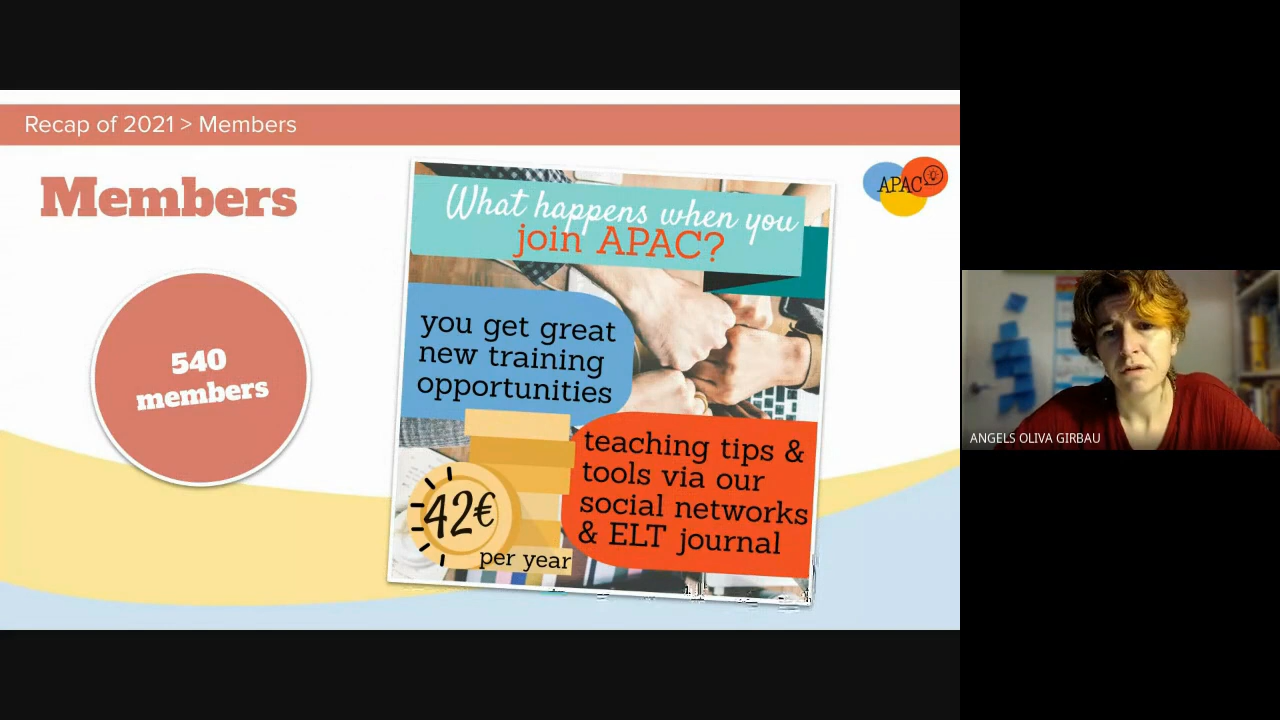 Recap of 2021 > Members
Members
APAC
What happens when you
join APAC?
you get great
new training
opportunities
540
members
teaching tips &
tools via our
social networks
& ELT journal
42€
per year
ANGELS OLIVA GIRBAU